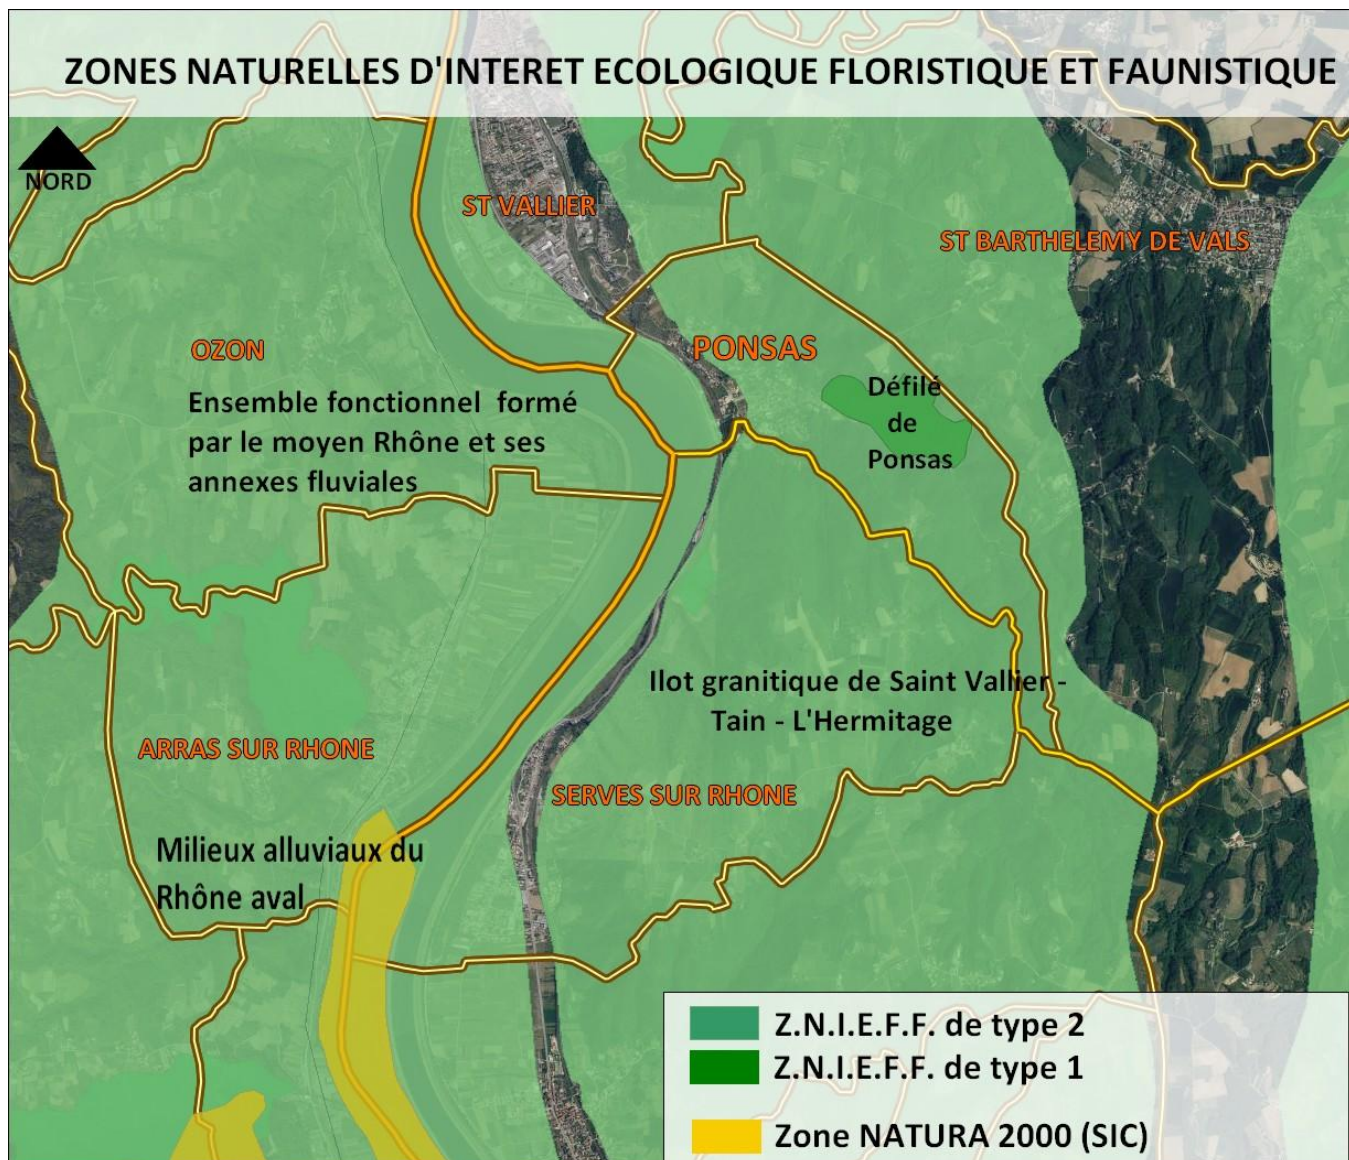 ZONES NATURELLES D'INTERET ECOLOGIQUE FLORISTIQUE ET FAUNISTIQUE
NORD
ST VALLIER
ST BARTHELEMY DE VALS
OZON
PONSAS
Ensemble fonctionnel formé
par le moyen Rhône et ses
annexes fluviales
Défilé
de
Ponsas
Ilot granitique de Saint Vallier -
Tain - L'Hermitage
ARRAS SUR RHONE
SERVES SUR RHONE
Milieux alluviaux du
Rhône aval
Z.N.I.E.F.F. de type 2
Z.N.I.E.F.F. de type 1
Zone NATURA 2000 (SIC)